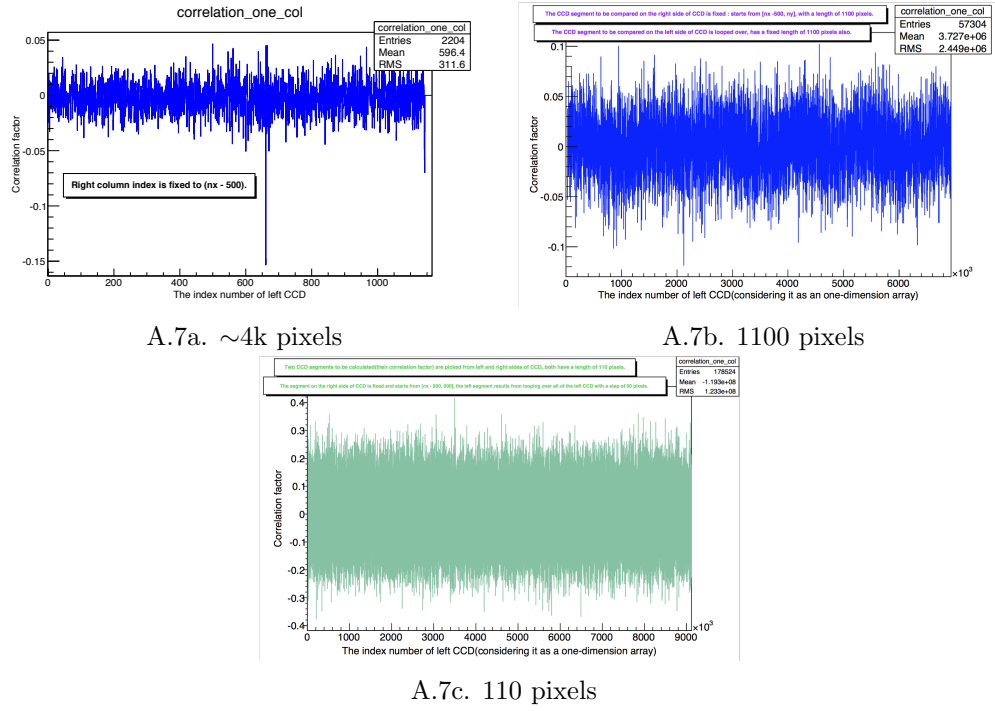 correlation_one_col
correlation_one_col
Entries 2204
Mean 596.4
RMS 311.6
0.05
0
-0.05
-0.1
-0.15
Correlation factor
Right column index is fixed to (nx - 500).
0 200 400 600 800 1000
The index number of left CCD
A.7a. ~4k pixels
The CCD segment to be compared on the right side of CCD is fixed : starts from [nx -500, ny], with a length of 1100 pixels.
The CCD segment to be compared on the left side of CCD is looped over, has a fixed length of 1100 pixels also.
correlation_one_col
Entries 57304
Mean 3.727e+06
RMS 2.449e+06
0.1
0.05
0
-0.05
0.1
Correlation factor
0 1000 2000 3000 4000 5000 6000
×10³
The index number of left CCD(considering it as an one-dimension array)
A.7b. 1100 pixels
Two CCD segments to be calculated(their correlation factor) are picked from left and right sides of CCD, both have a length of 110 pixels.
The segment on the right side of CCD is fixed and starts from [nx - 500, 500], the left segment results from looping over all of the left CCD with a step of 50 pixels.
correlation_one_col
Entries 178524
Mean -1.193e+08
RMS 1.233e+08
0.4
0.3
0.2
0.1
0
-0.1
-0.2
-0.3
-0.4
Correlation factor
0 1000 2000 3000 4000 5000 6000 7000 8000 9000
×10³
The index number of left CCD(considering it as a one-dimension array)
A.7c. 110 pixels